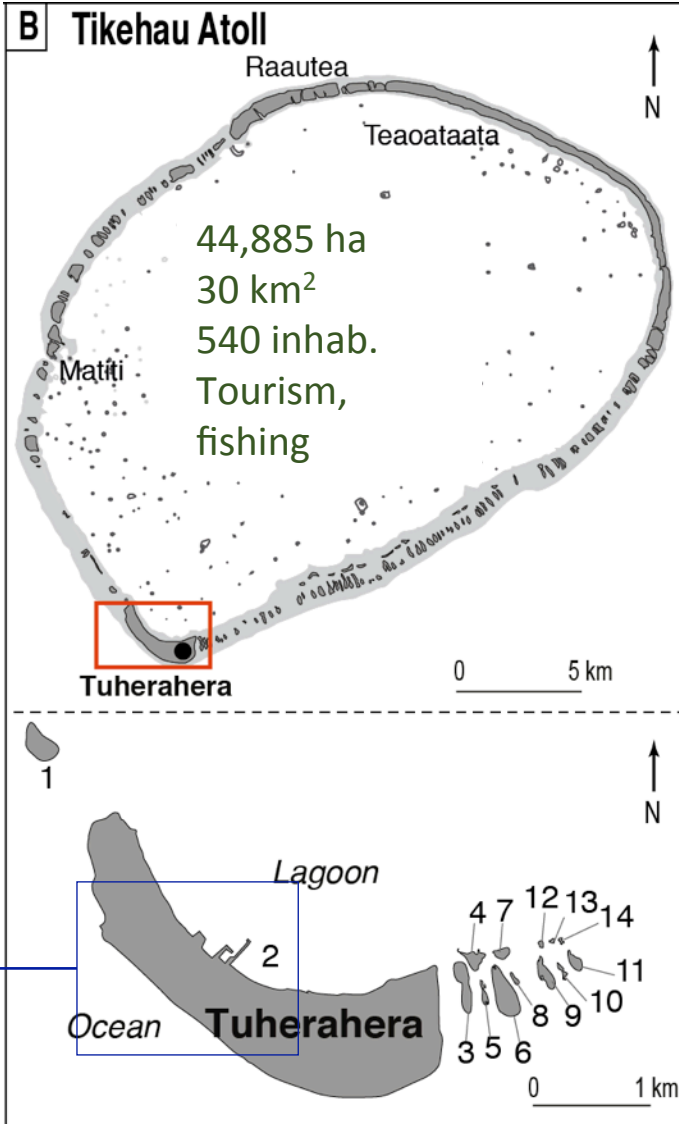 B Tikehau Atoll
Raautea
N
Teaoataata
44,885 ha
30 km²
540 inhab.
Tourism,
fishing
Matiti
Tuherahera
0 5 km
1
N
Lagoon
2
Ocean
Tuherahera
4 7 12 13 14
11
10
9
8
3 5 6
0 1 km